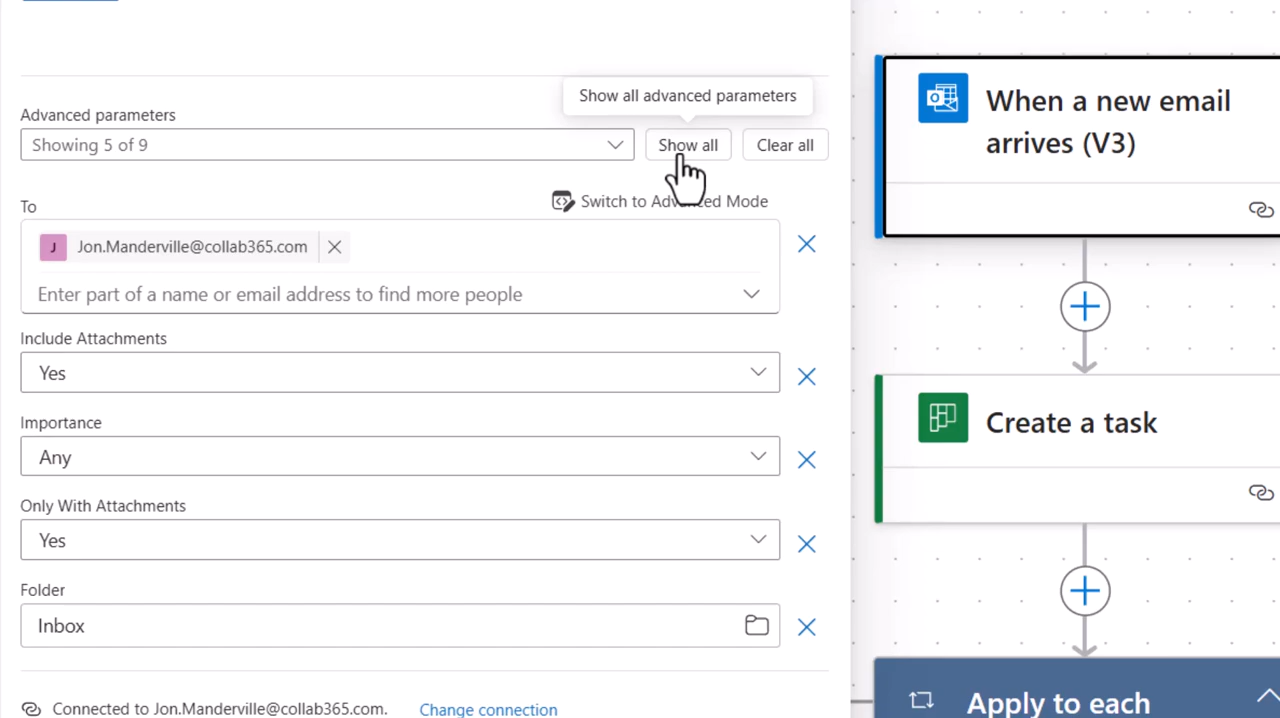 Show all advanced parameters
Advanced parameters
Showing 5 of 9
Show all
Clear all
To
Switch to Advanced Mode
J
Jon.Manderville@collab365.com
Enter part of a name or email address to find more people
Include Attachments
Yes
Importance
Any
Only With Attachments
Yes
Folder
Inbox
Connected to Jon.Manderville@collab365.com.
Change connection
When a new email
arrives (V3)
Create a task
Apply to each